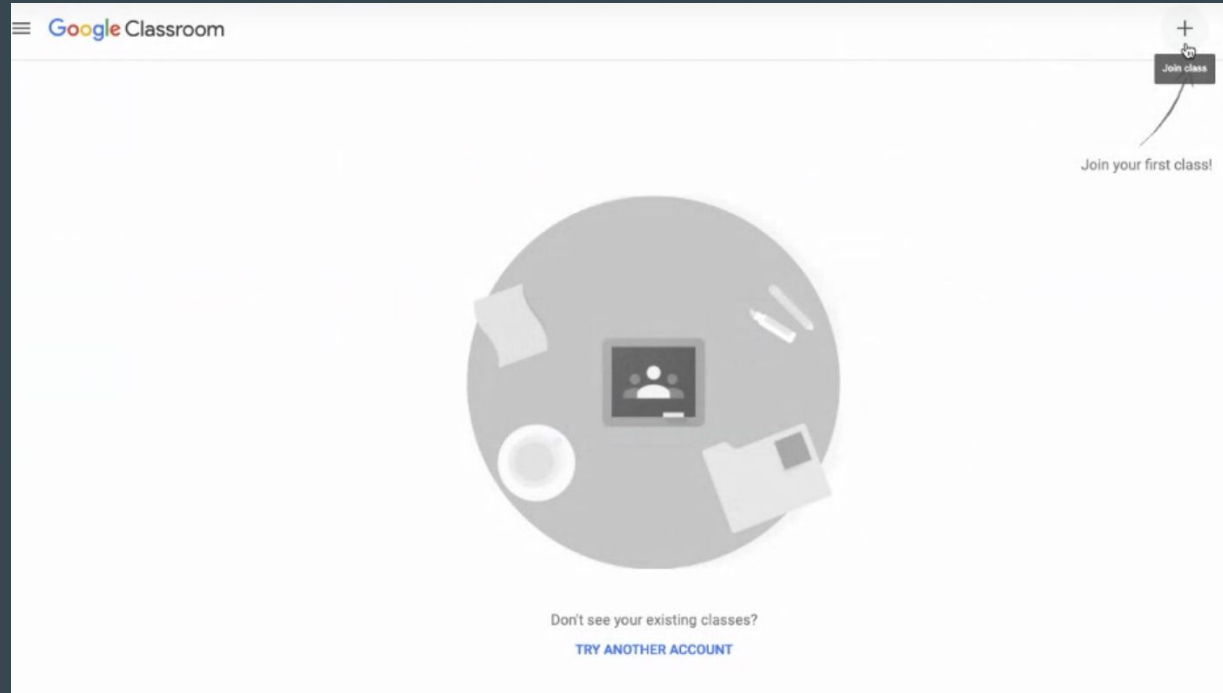 Google Classroom
Join class
Join your first class!
Don't see your existing classes?
TRY ANOTHER ACCOUNT